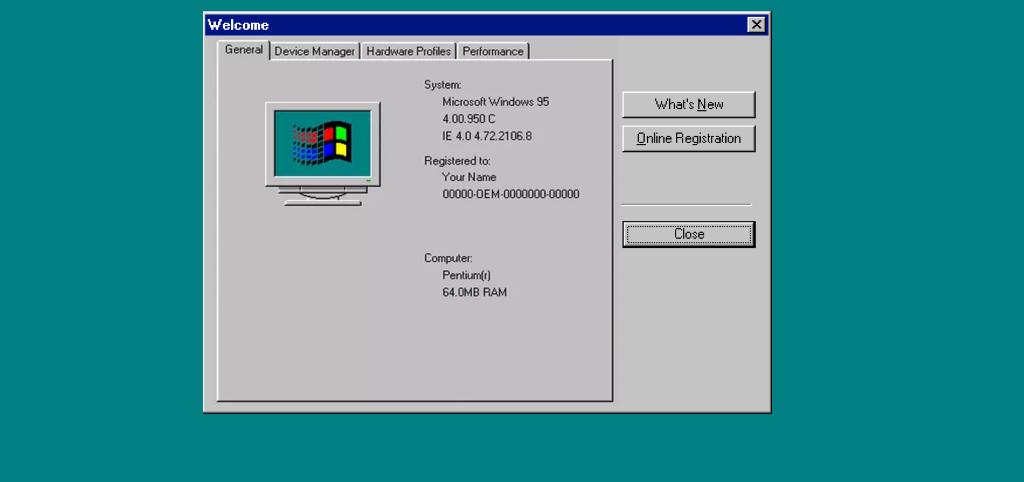 Welcome
General Device Manager Hardware Profiles Performance
System:
Microsoft Windows 95
4.00.950 C
IE 4.0 4.72.2106.8
Registered to:
Your Name
00000-OEM-0000000-00000
Computer:
Pentium(r)
64.0MB RAM
What's New
Online Registration
Close